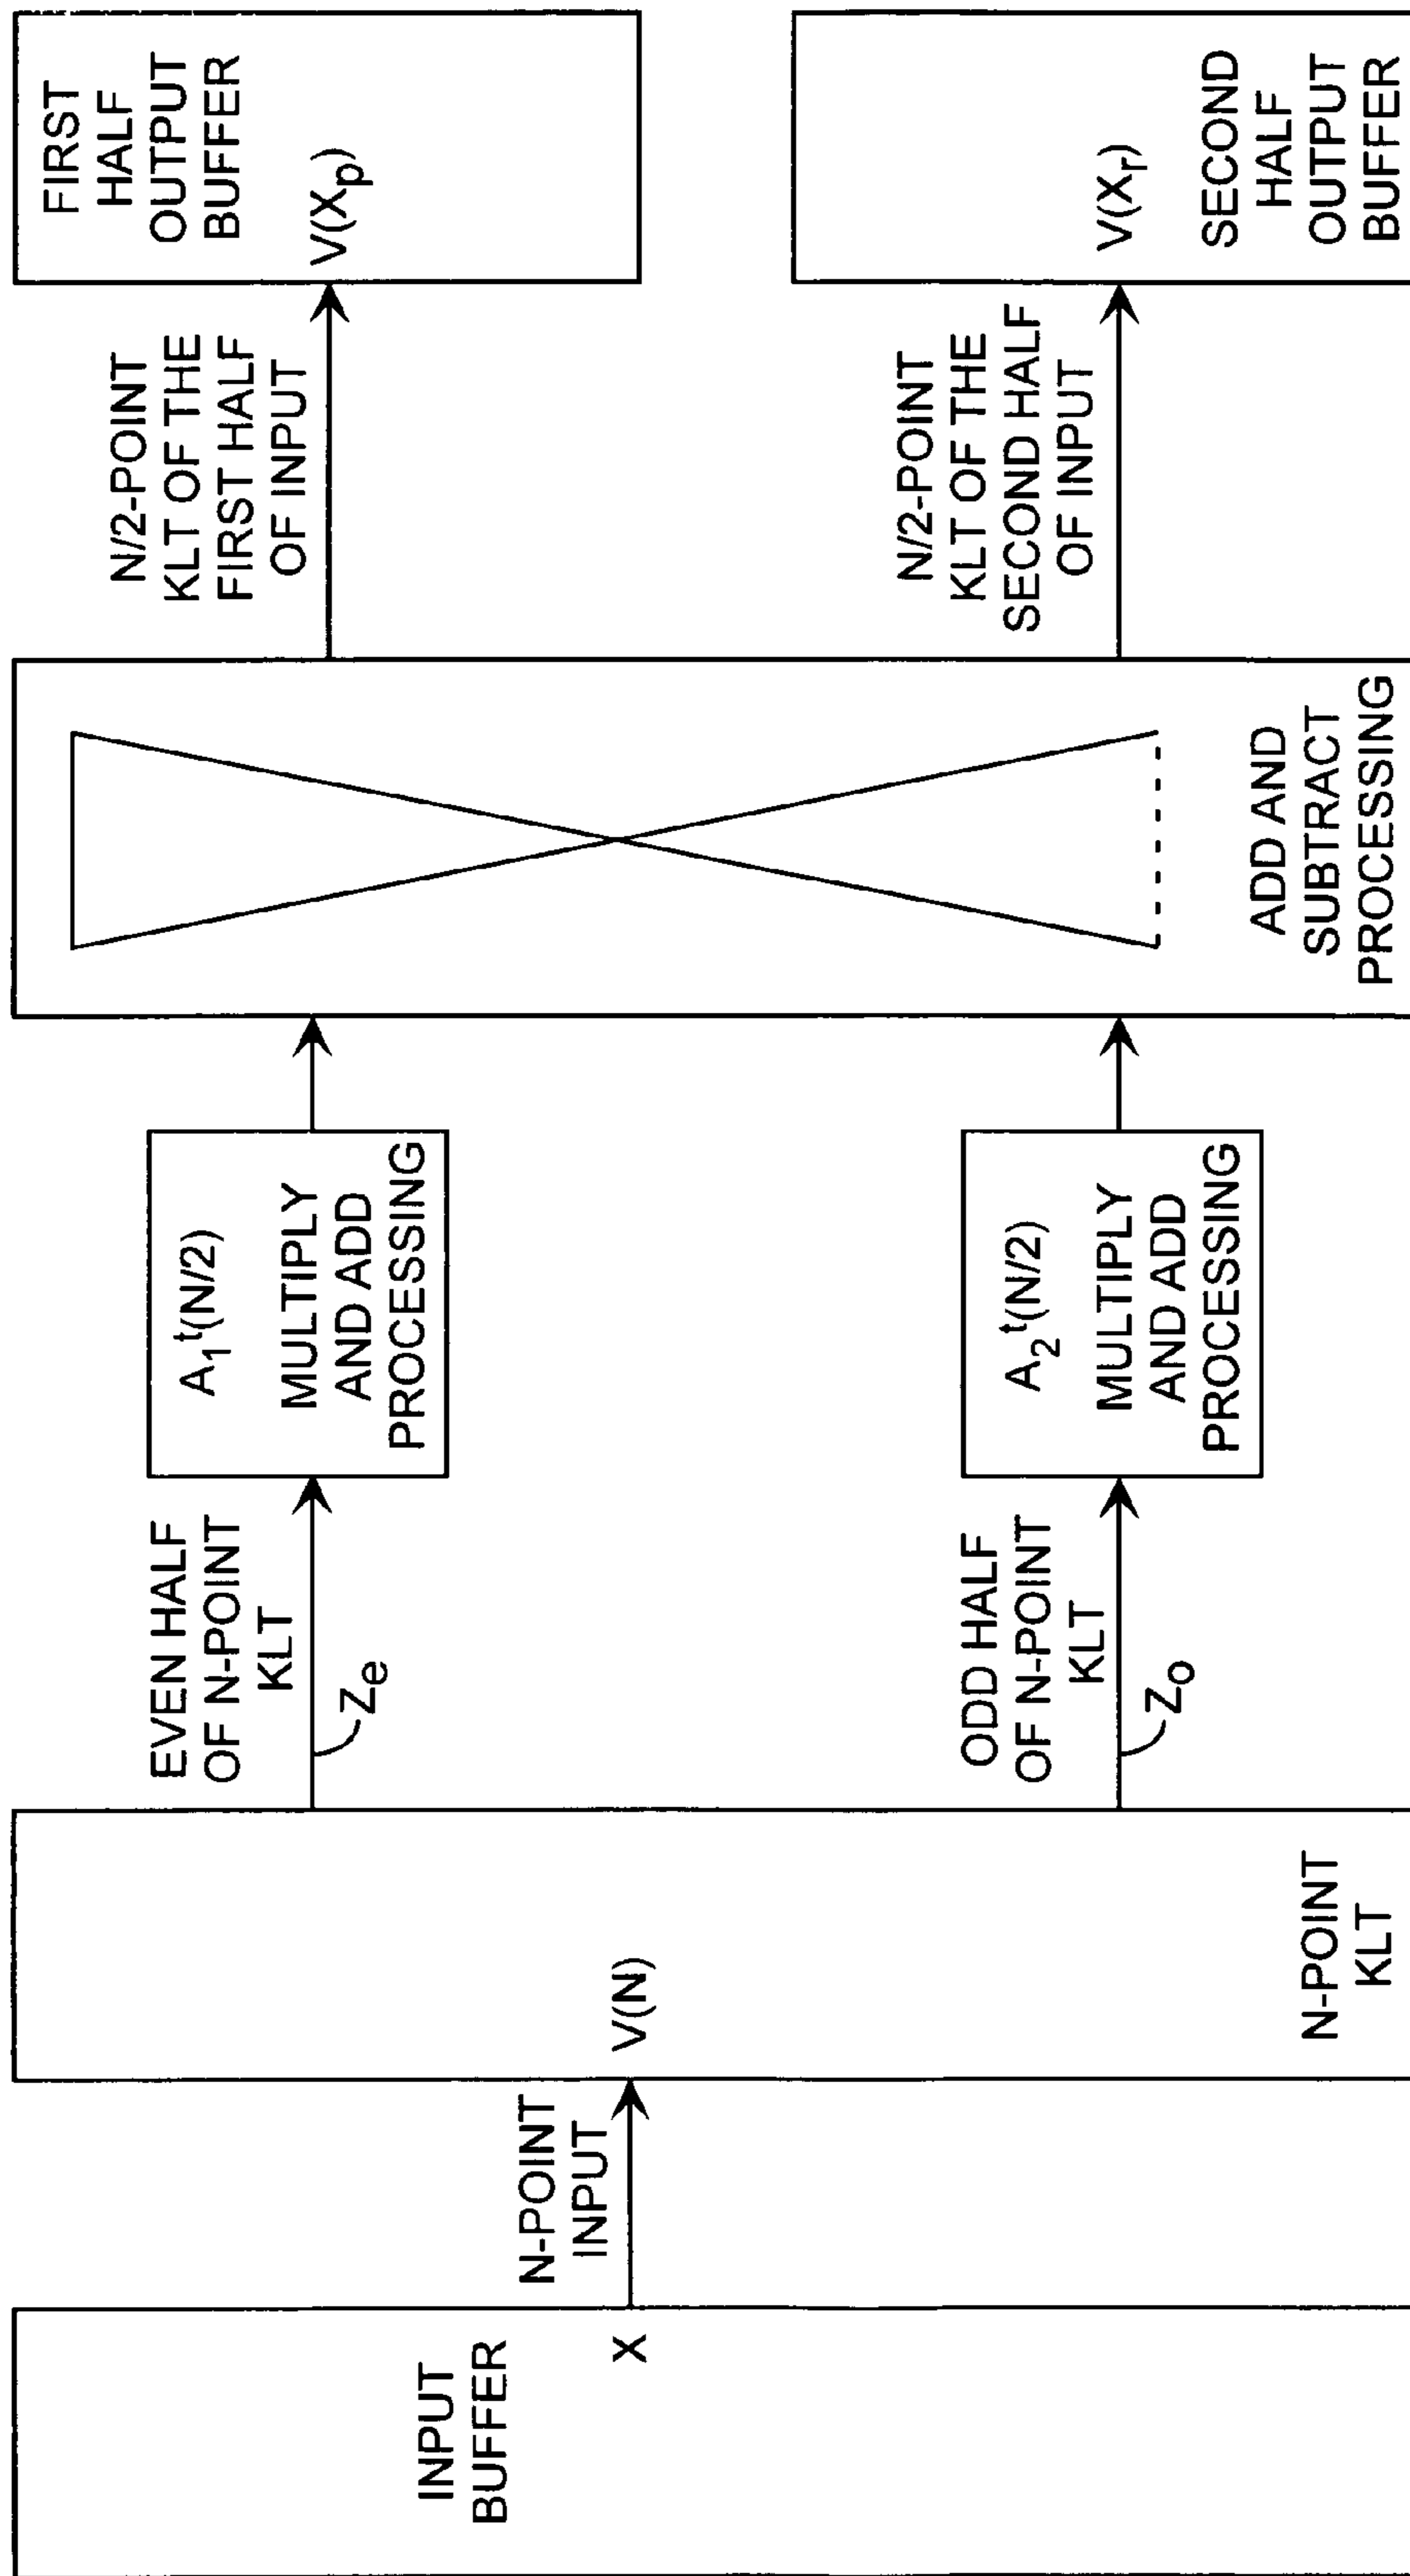 INPUT
BUFFER
X
N-POINT
INPUT
V(N)
N-POINT
KLT
EVEN HALF
OF N-POINT
KLT
Ze
ODD HALF
OF N-POINT
KLT
Zo
A1t(N/2)
MULTIPLY
AND ADD
PROCESSING
A2t(N/2)
MULTIPLY
AND ADD
PROCESSING
ADD AND
SUBTRACT
PROCESSING
N/2-POINT
KLT OF THE
FIRST HALF
OF INPUT
N/2-POINT
KLT OF THE
SECOND HALF
OF INPUT
FIRST
HALF
OUTPUT
BUFFER
V(Xp)
V(Xr)
SECOND
HALF
OUTPUT
BUFFER